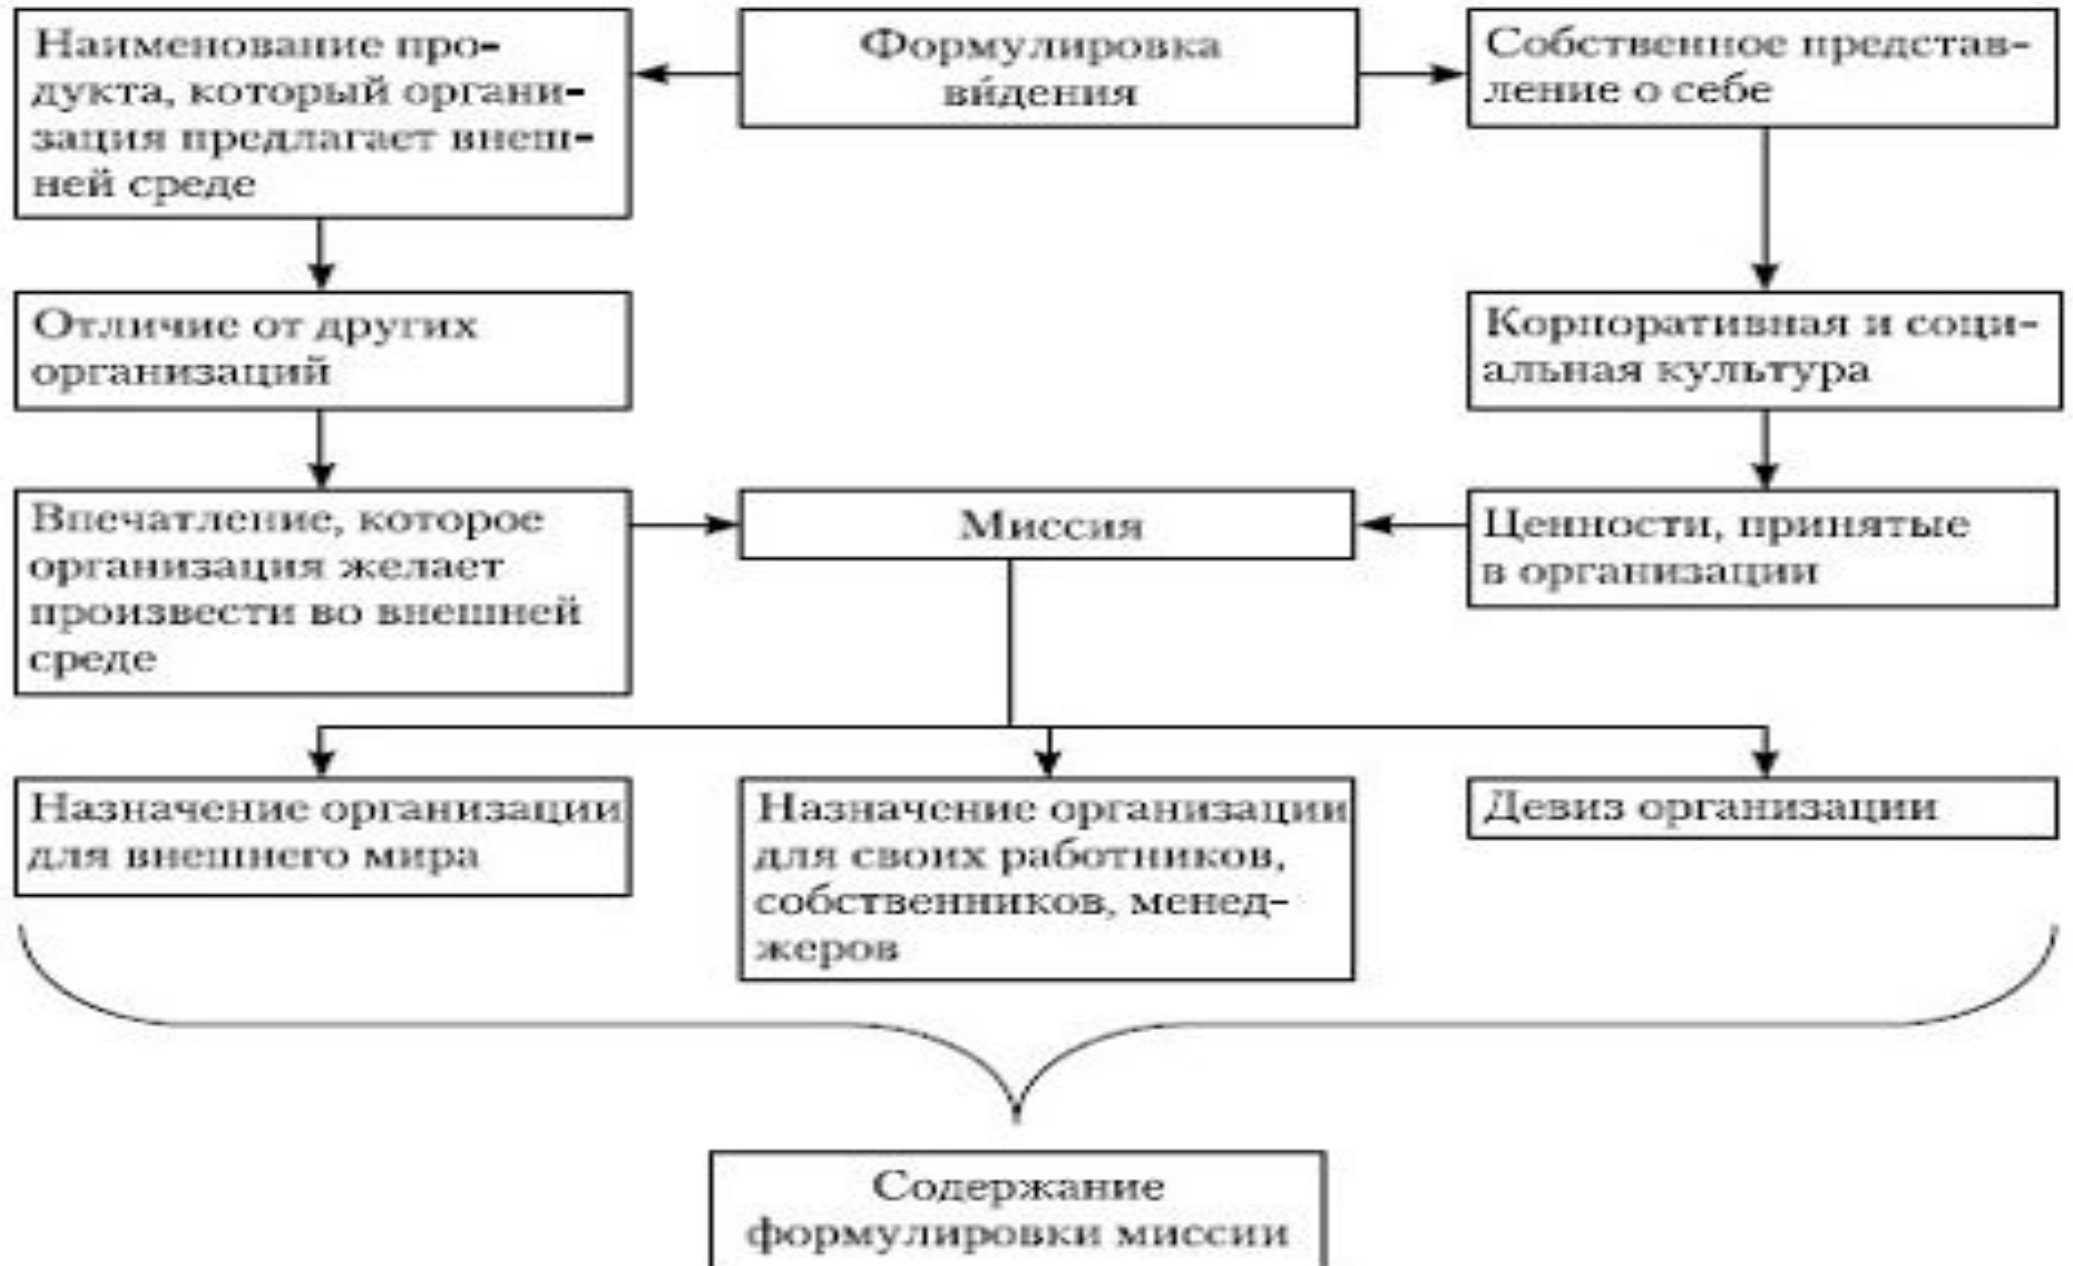 Наименование про-
дукта, который органи-
зация предлагает внеш-
ней среде
Формулировка
ви́дения
Собственное представ-
ление о себе
Отличие от других
организаций
Корпоративная и соци-
альная культура
Впечатление, которое
организация желает
произвести во внешней
среде
Миссия
Ценности, принятые
в организации
Назначение организации
для внешнего мира
Назначение организации
для своих работников,
собственников, менед-
жеров
Девиз организации
Содержание
формулировки миссии